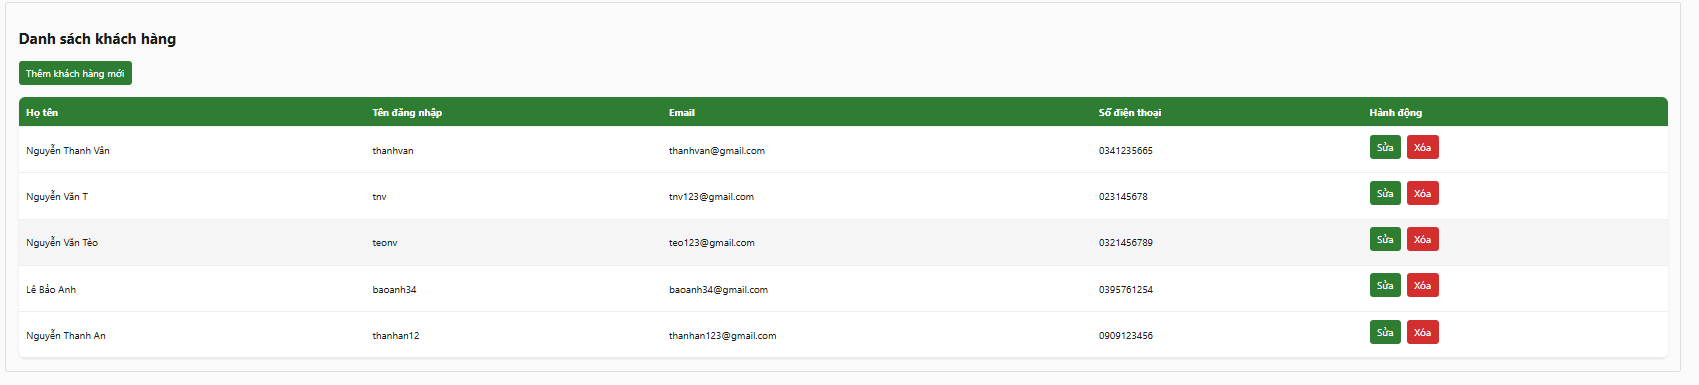 Danh sách khách hàng
Thêm khách hàng mới
Họ tên Tên đăng nhập Email Số điện thoại Hành động
Nguyễn Thanh Vân thanhvan thanhvan@gmail.com 0341235665 Sửa Xóa
Nguyễn Văn T tnv tnv123@gmail.com 023145678 Sửa Xóa
Nguyễn Văn Tèo teonv teo123@gmail.com 0321456789 Sửa Xóa
Lê Bảo Anh baoanh34 baoanh34@gmail.com 0395761254 Sửa Xóa
Nguyễn Thanh An thanhan12 thanhan123@gmail.com 0909123456 Sửa Xóa